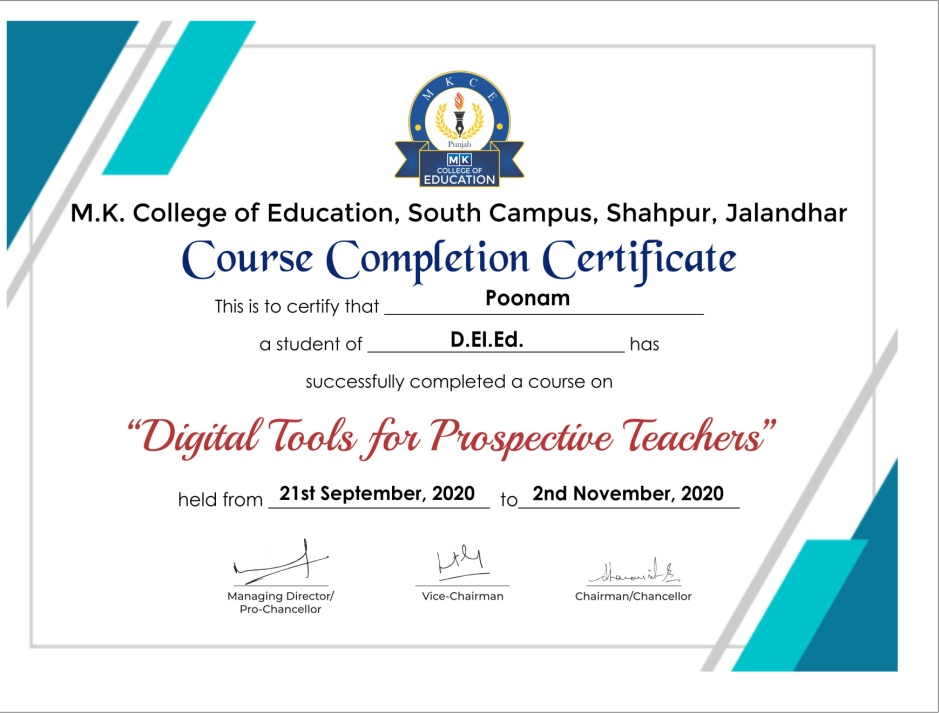 MKCE
Punjab
MK
COLLEGE OF
EDUCATION
M.K. College of Education, South Campus, Shahpur, Jalandhar
Course Completion Certificate
This is to certify that Poonam
a student of D.El.Ed. has
successfully completed a course on
“Digital Tools for Prospective Teachers”
held from 21st September, 2020 to 2nd November, 2020
Managing Director/ Vice-Chairman Chairman/Chancellor
Pro-Chancellor